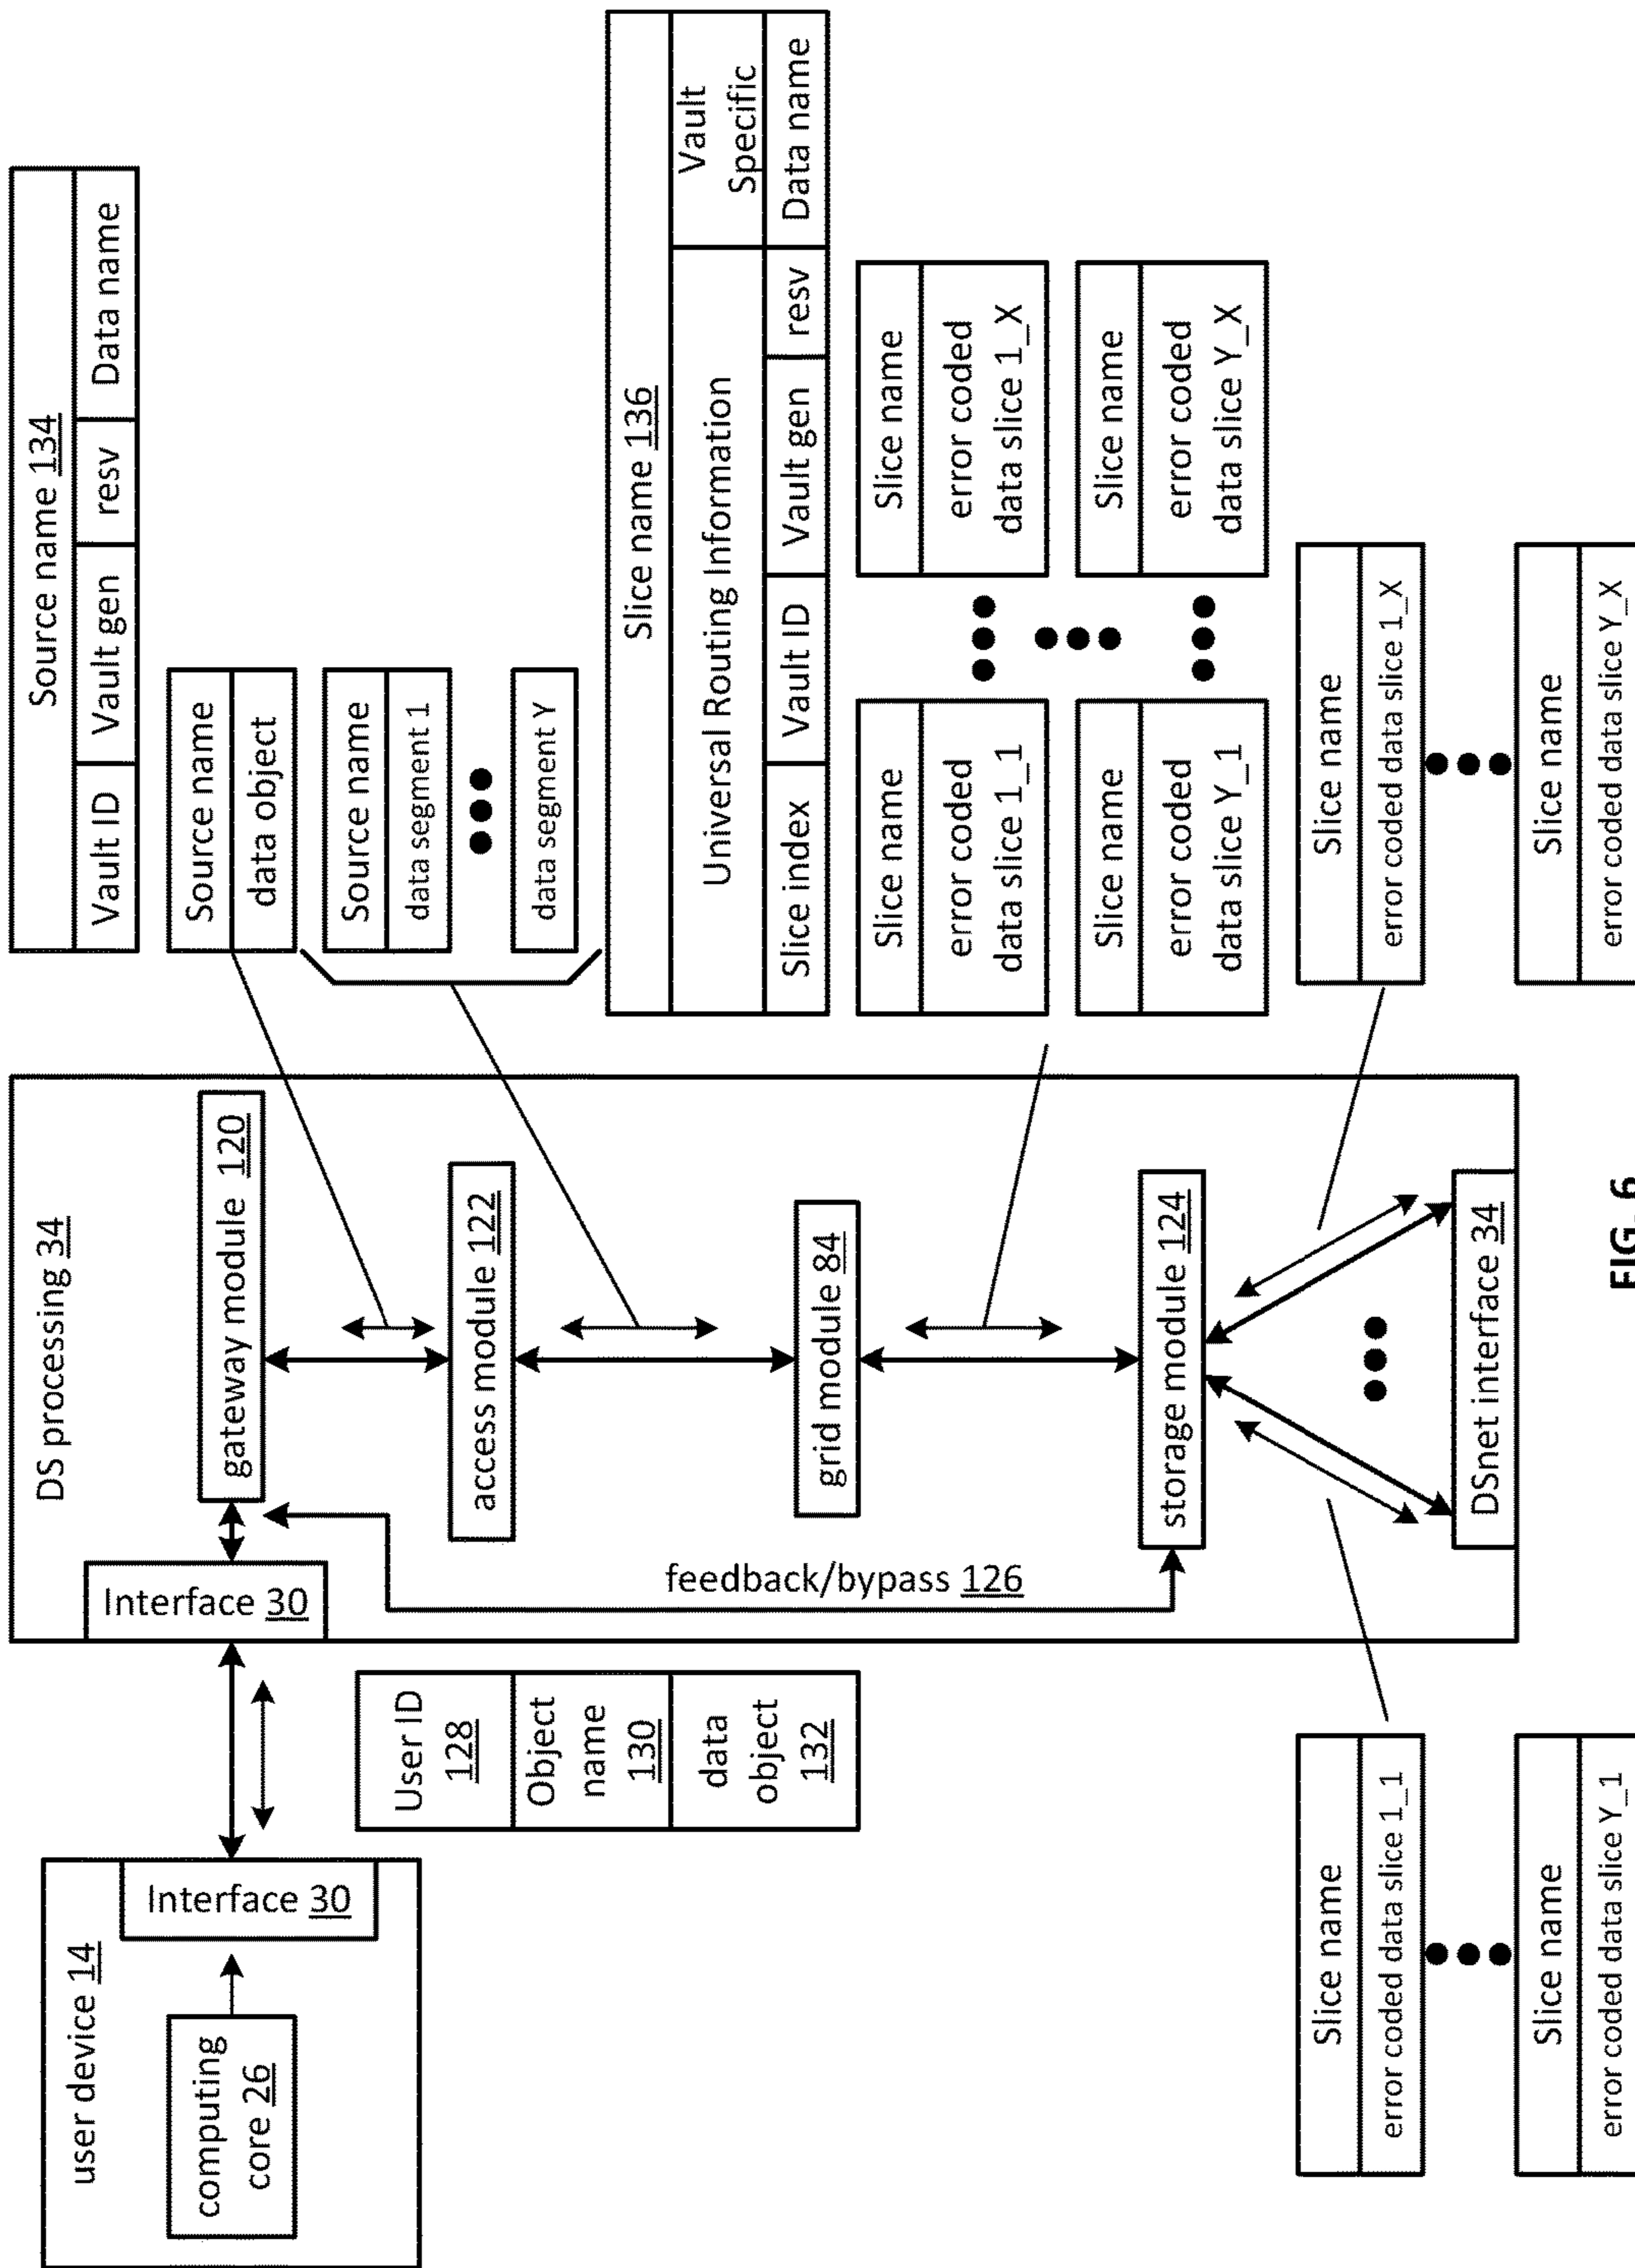 user device 14
computing
core 26
Interface 30
User ID
128
Object
name
130
data
object
132
DS processing 34
Interface 30
gateway module 120
access module 122
grid module 84
storage module 124
DSnet interface 34
feedback/bypass 126
Source name 134
Vault ID
Vault gen
resv
Data name
Source name
data object
Source name
data segment 1
data segment Y
Slice name 136
Universal Routing Information
Vault
Specific
Slice index
Vault ID
Vault gen
resv
Data name
Slice name
error coded
data slice 1_1
Slice name
error coded
data slice 1_X
Slice name
error coded
data slice Y_1
Slice name
error coded
data slice Y_X
Slice name
error coded data slice 1_1
Slice name
error coded data slice Y_1
Slice name
error coded data slice 1_X
Slice name
error coded data slice Y_X
FIG. 6